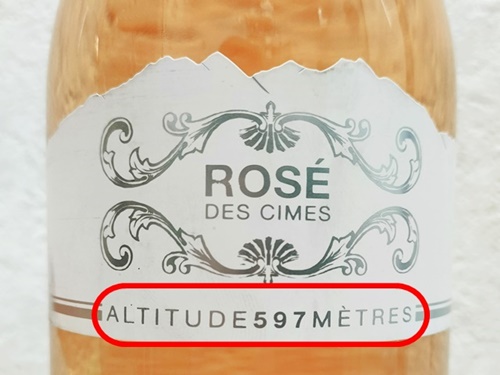 ROSÉ
DES CIMES
ALTITUDE 597 MÈTRES